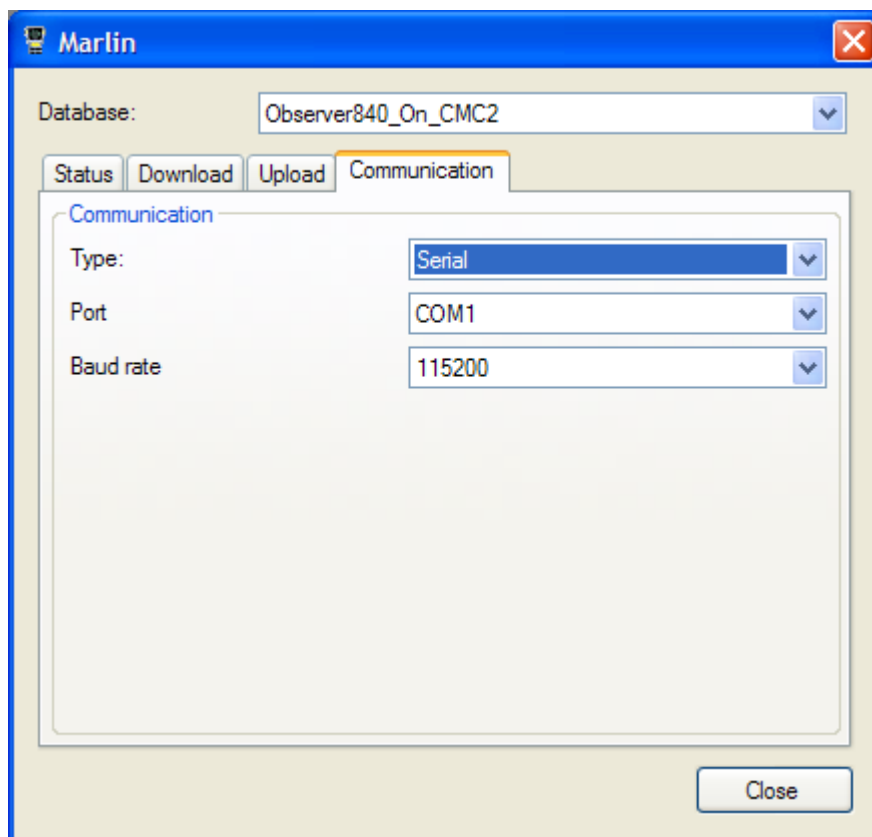 Marlin
Database: Observer840_On_CMC2
Status Download Upload Communication
Communication
Type: Serial
Port COM1
Baud rate 115200
Close